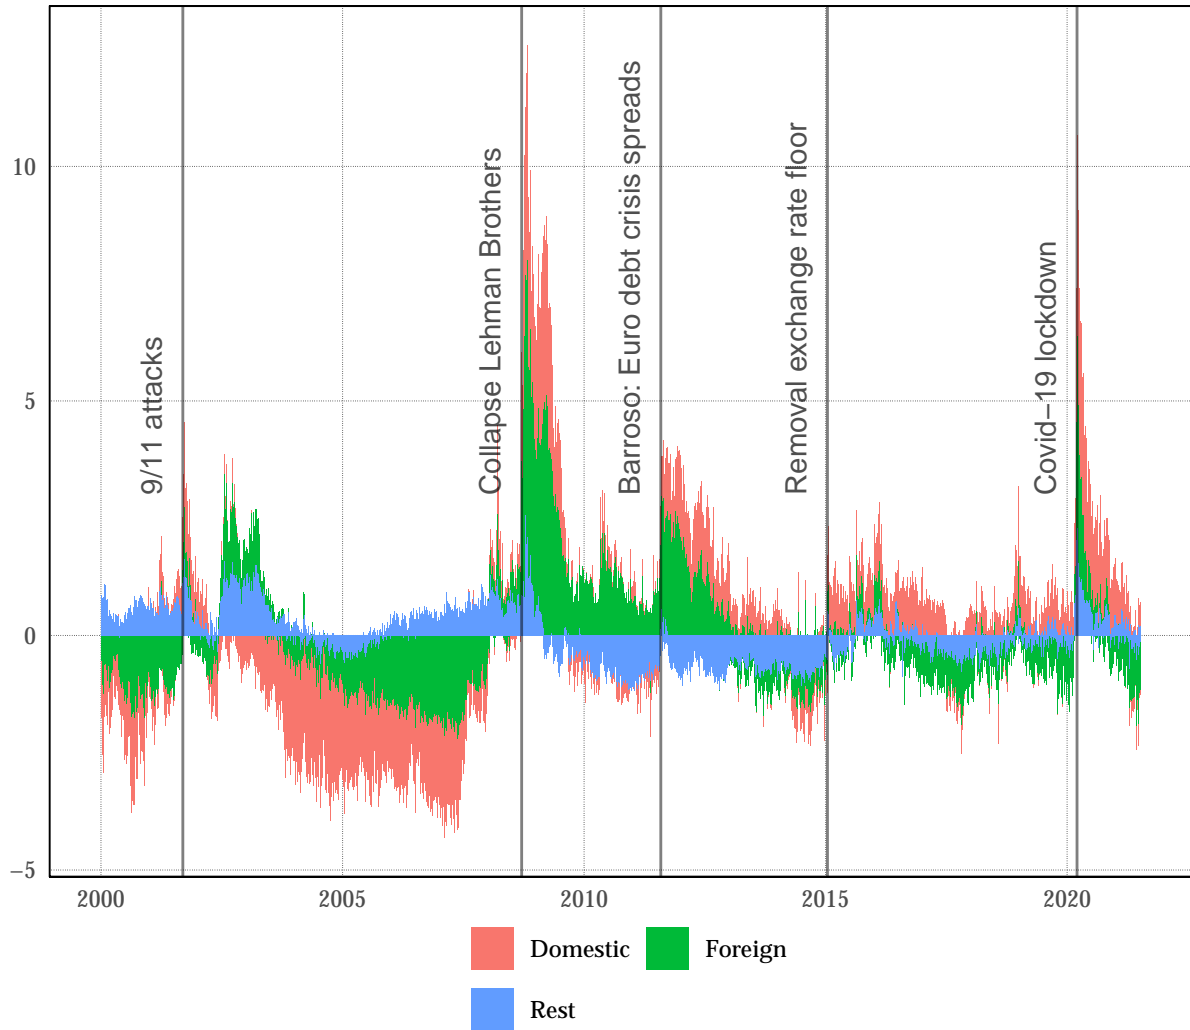 10
5
0
−5
9/11 attacks
Collapse Lehman Brothers
Barroso: Euro debt crisis spreads
Removal exchange rate floor
Covid−19 lockdown
2000
2005
2010
2015
2020
Domestic
Foreign
Rest